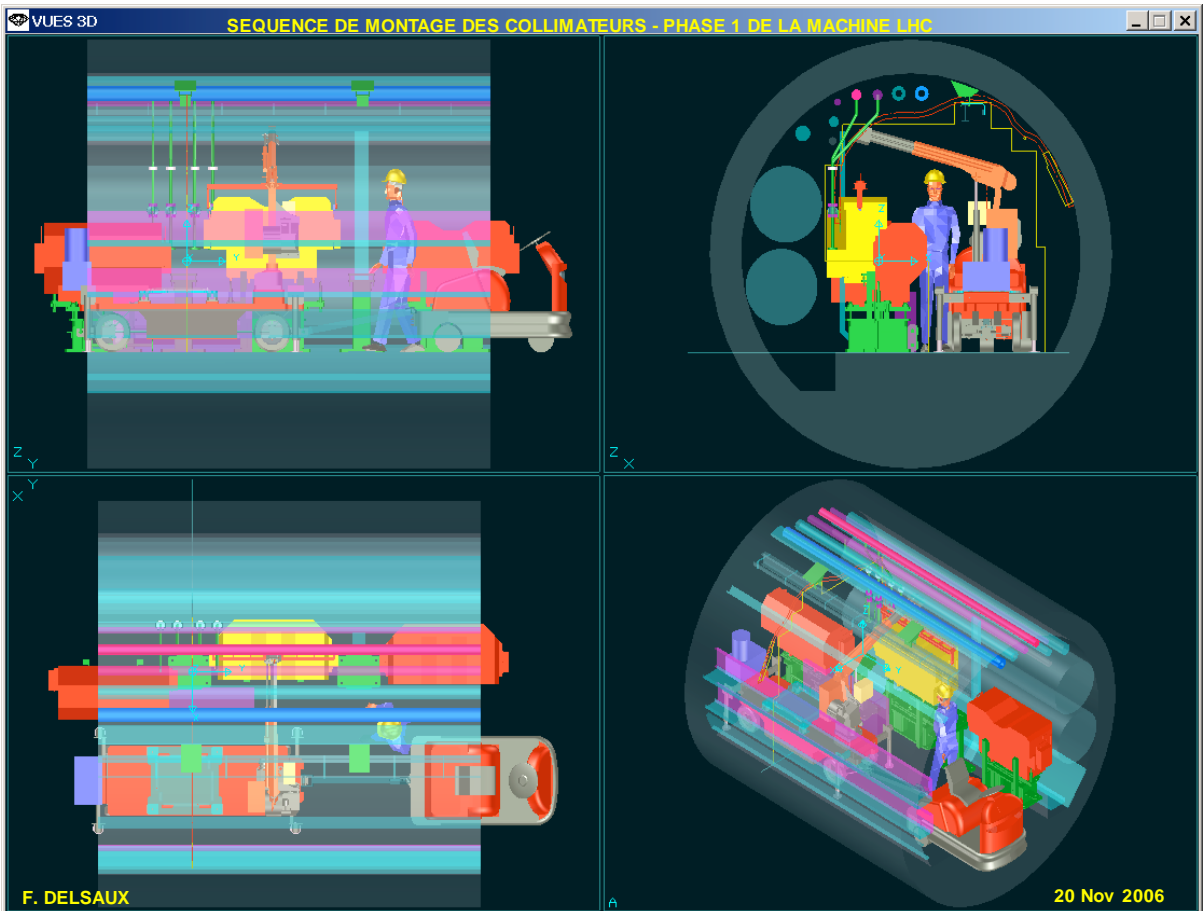 VUES 3D
SEQUENCE DE MONTAGE DES COLLIMATEURS - PHASE 1 DE LA MACHINE LHC
Z
Y
Z
Y
Z
X
Y
X
Y
Y
A
F. DELSAUX
20 Nov 2006